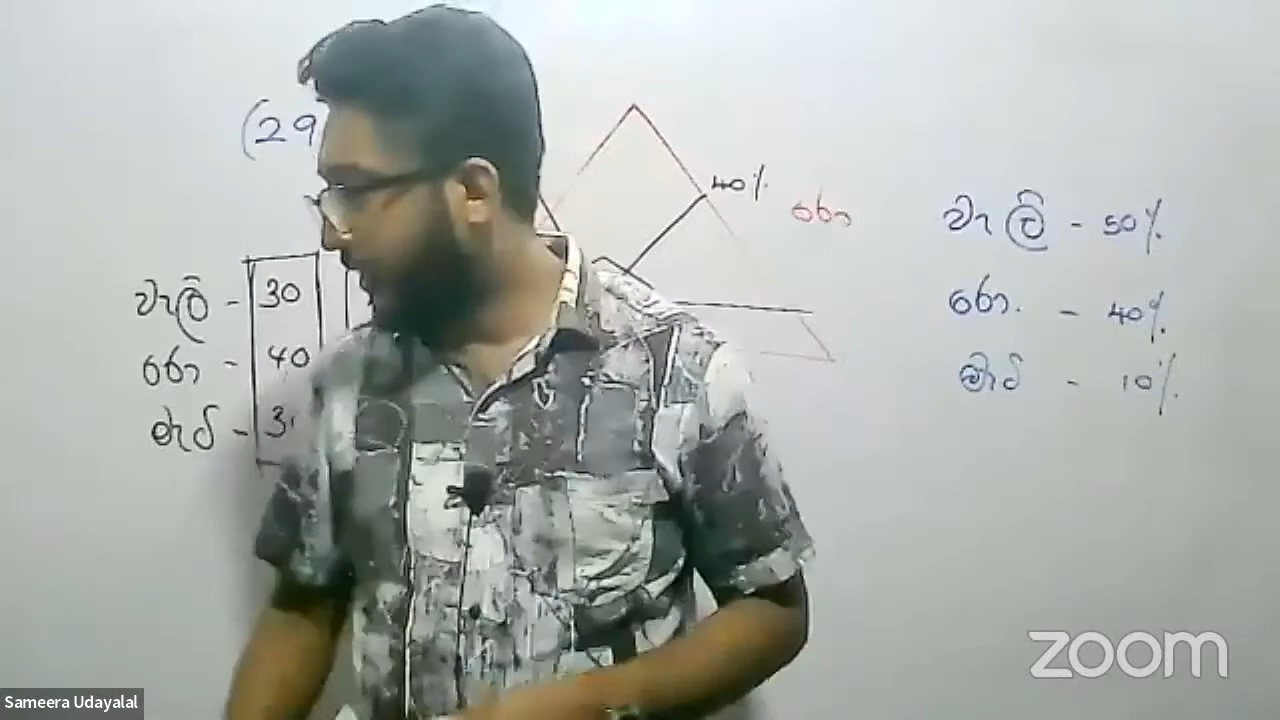 (29
40%
රොා
වැලි - 50%
රොා. - 40%
මැටි - 10%
වැලි - 30
රොා - 40
මැටි - 3
zoom
Sameera Udayalal